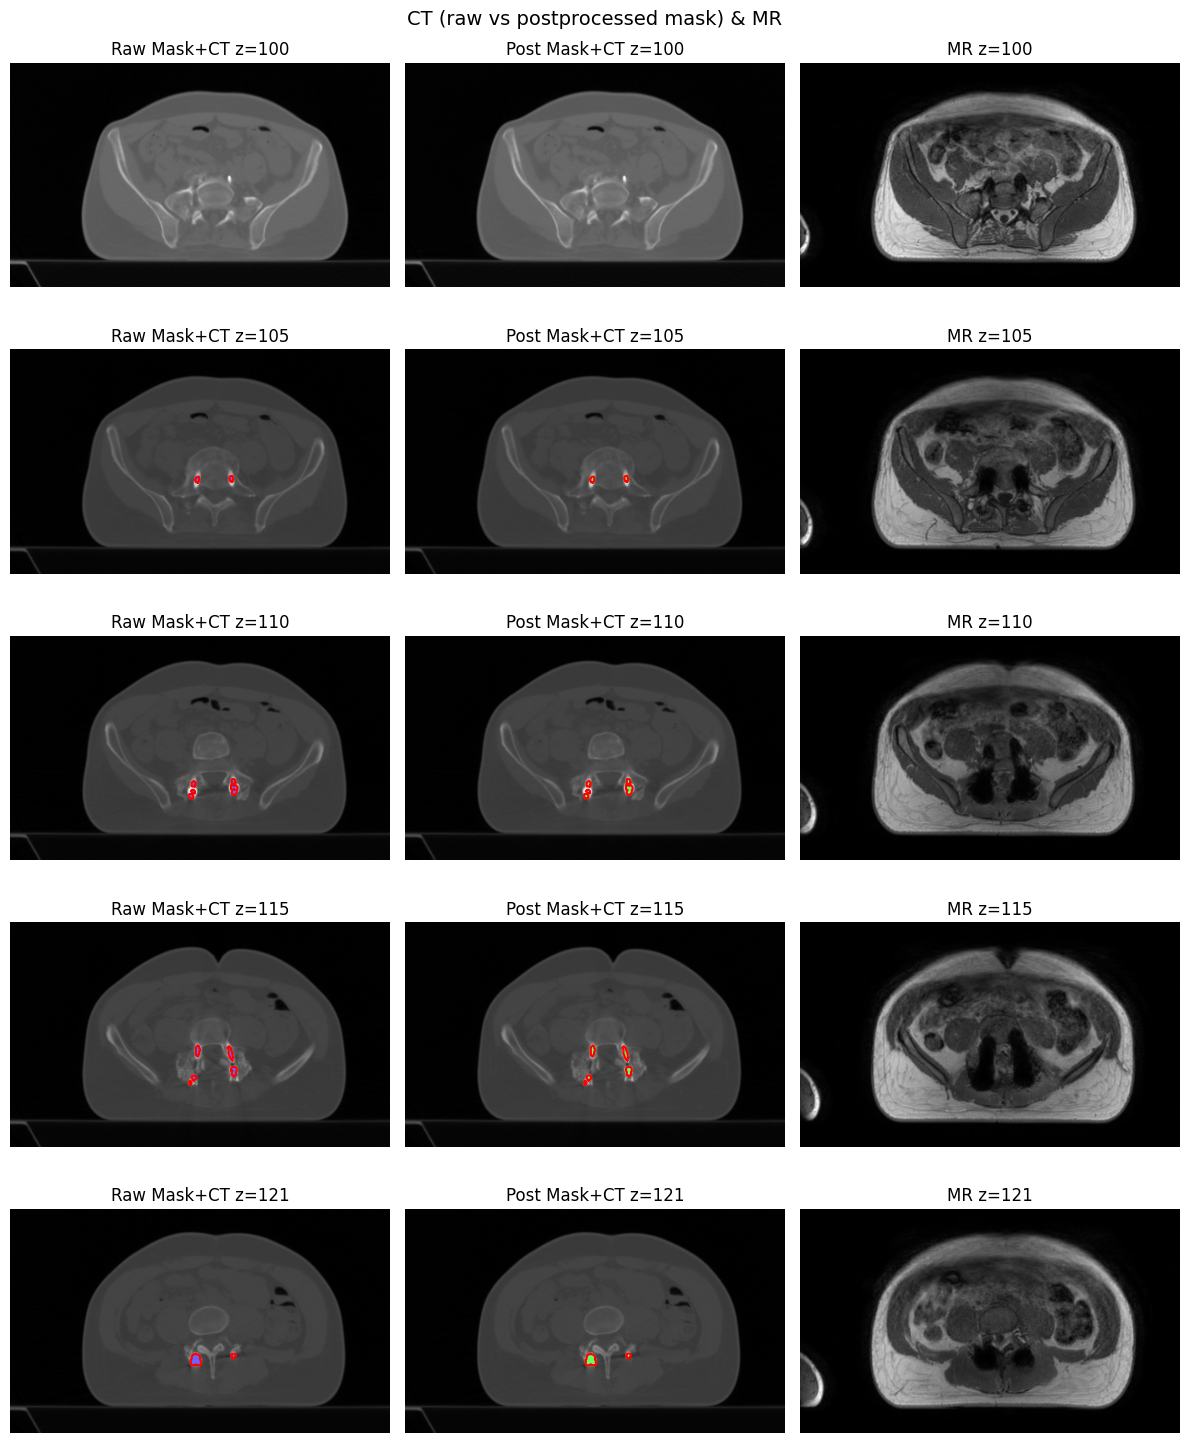 CT (raw vs postprocessed mask) & MR
Raw Mask+CT z=100
Post Mask+CT z=100
MR z=100
Raw Mask+CT z=105
Post Mask+CT z=105
MR z=105
Raw Mask+CT z=110
Post Mask+CT z=110
MR z=110
Raw Mask+CT z=115
Post Mask+CT z=115
MR z=115
Raw Mask+CT z=121
Post Mask+CT z=121
MR z=121